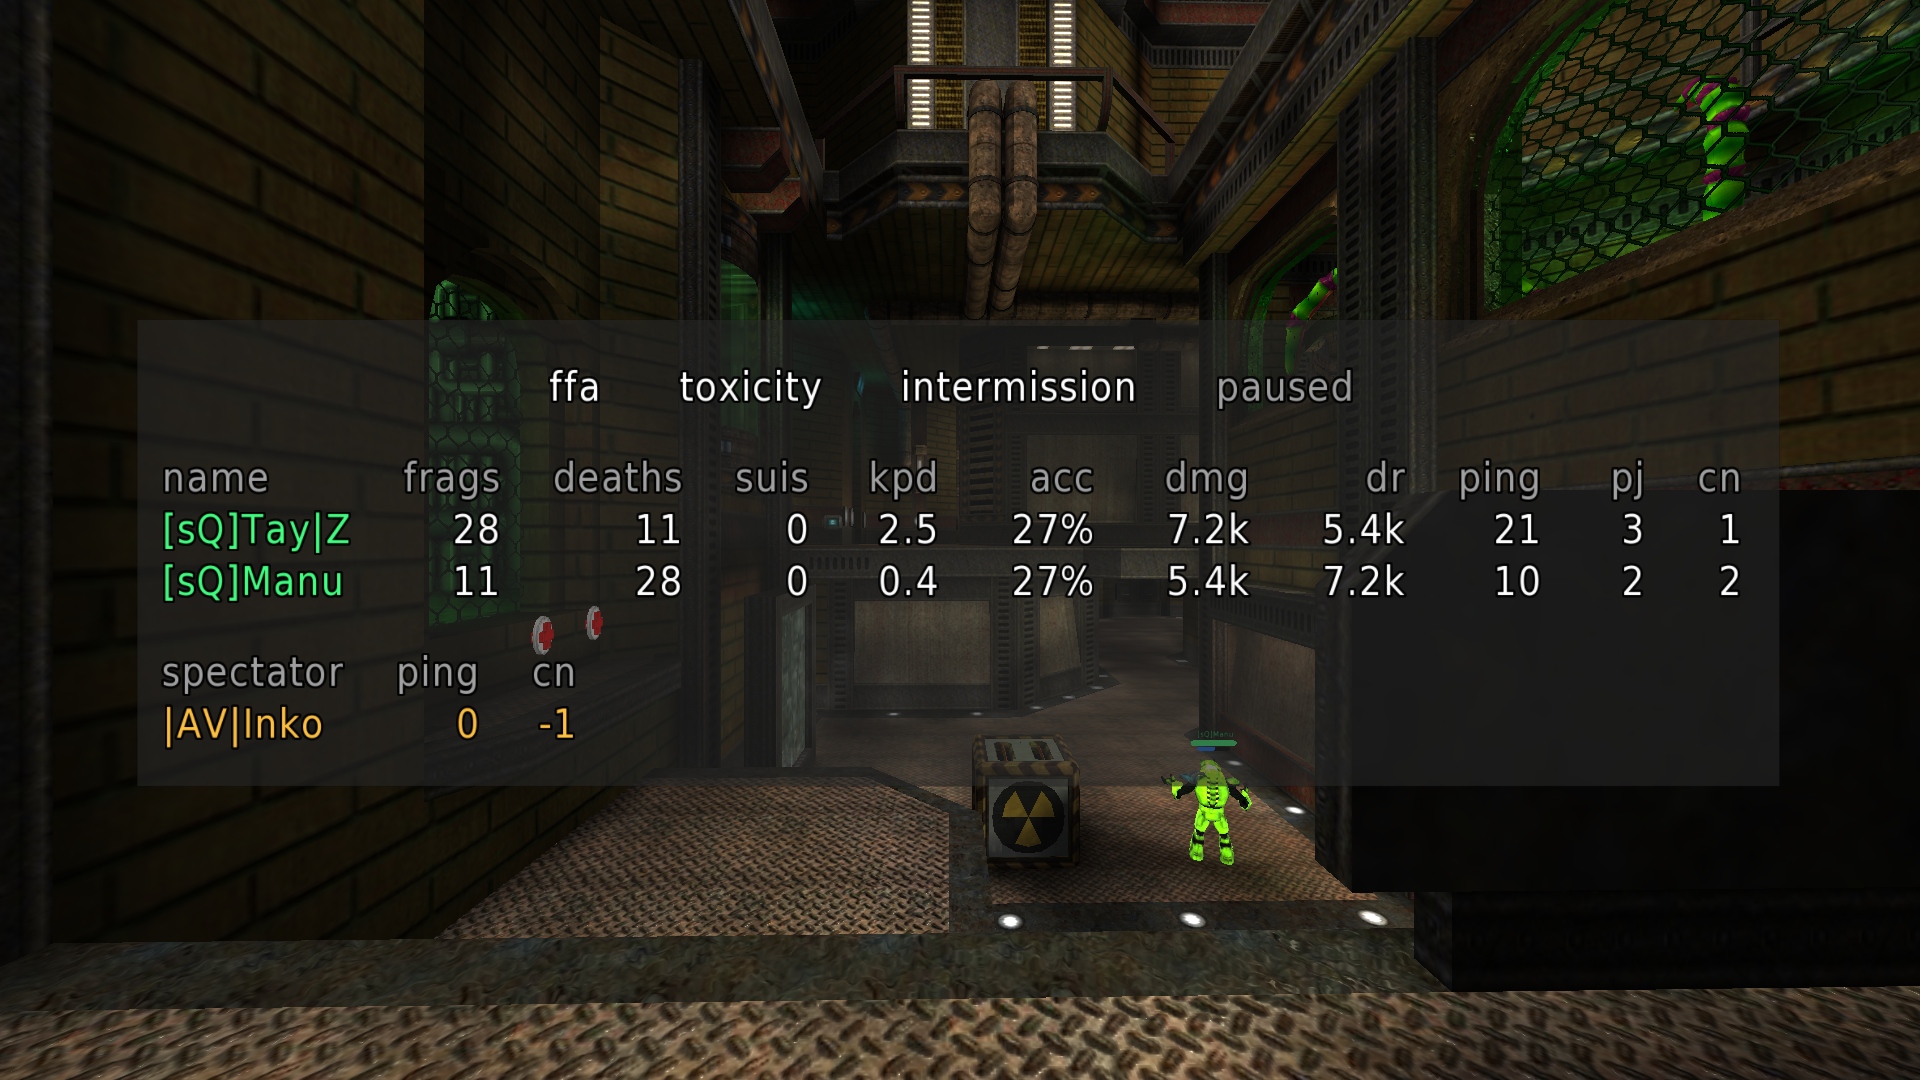 ffa toxicity intermission paused
name frags deaths suis kpd acc dmg dr ping pj cn
[sQ]Tay|Z 28 11 0 2.5 27% 7.2k 5.4k 21 3 1
[sQ]Manu 11 28 0 0.4 27% 5.4k 7.2k 10 2 2
spectator ping cn
|AV|Inko 0 -1
[sQ]Manu